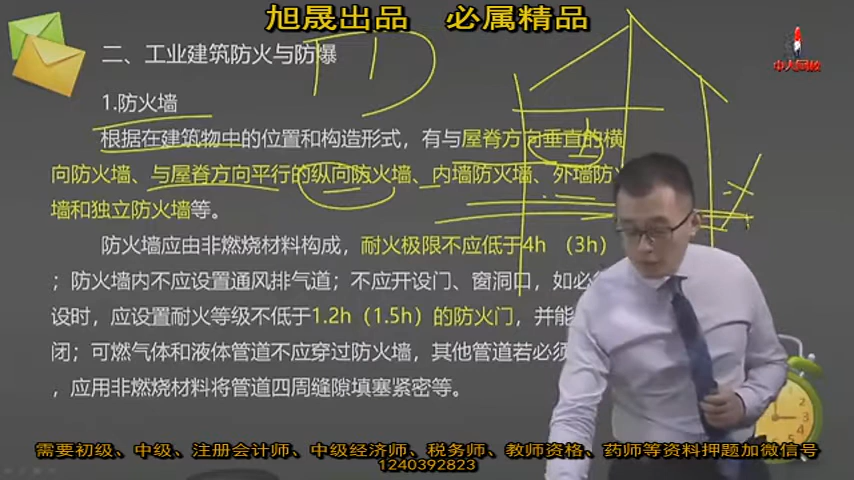 旭晟出品 必属精品
二、工业建筑防火与防爆
1.防火墙
根据在建筑物中的位置和构造形式，有与屋脊方向垂直的横
向防火墙、与屋脊方向平行的纵向防火墙、内墙防火墙、外墙防
墙和独立防火墙等。
防火墙应由非燃烧材料构成，耐火极限不应低于4h （3h）
；防火墙内不应设置通风排气道；不应开设门、窗洞口，如必
设时，应设置耐火等级不低于1.2h（1.5h）的防火门，并能
闭；可燃气体和液体管道不应穿过防火墙，其他管道若必须
，应用非燃烧材料将管道四周缝隙填塞紧密等。
需要初级、中级、注册会计师、中级经济师、税务师、教师资格、药师等资料押题加微信号
1240392823